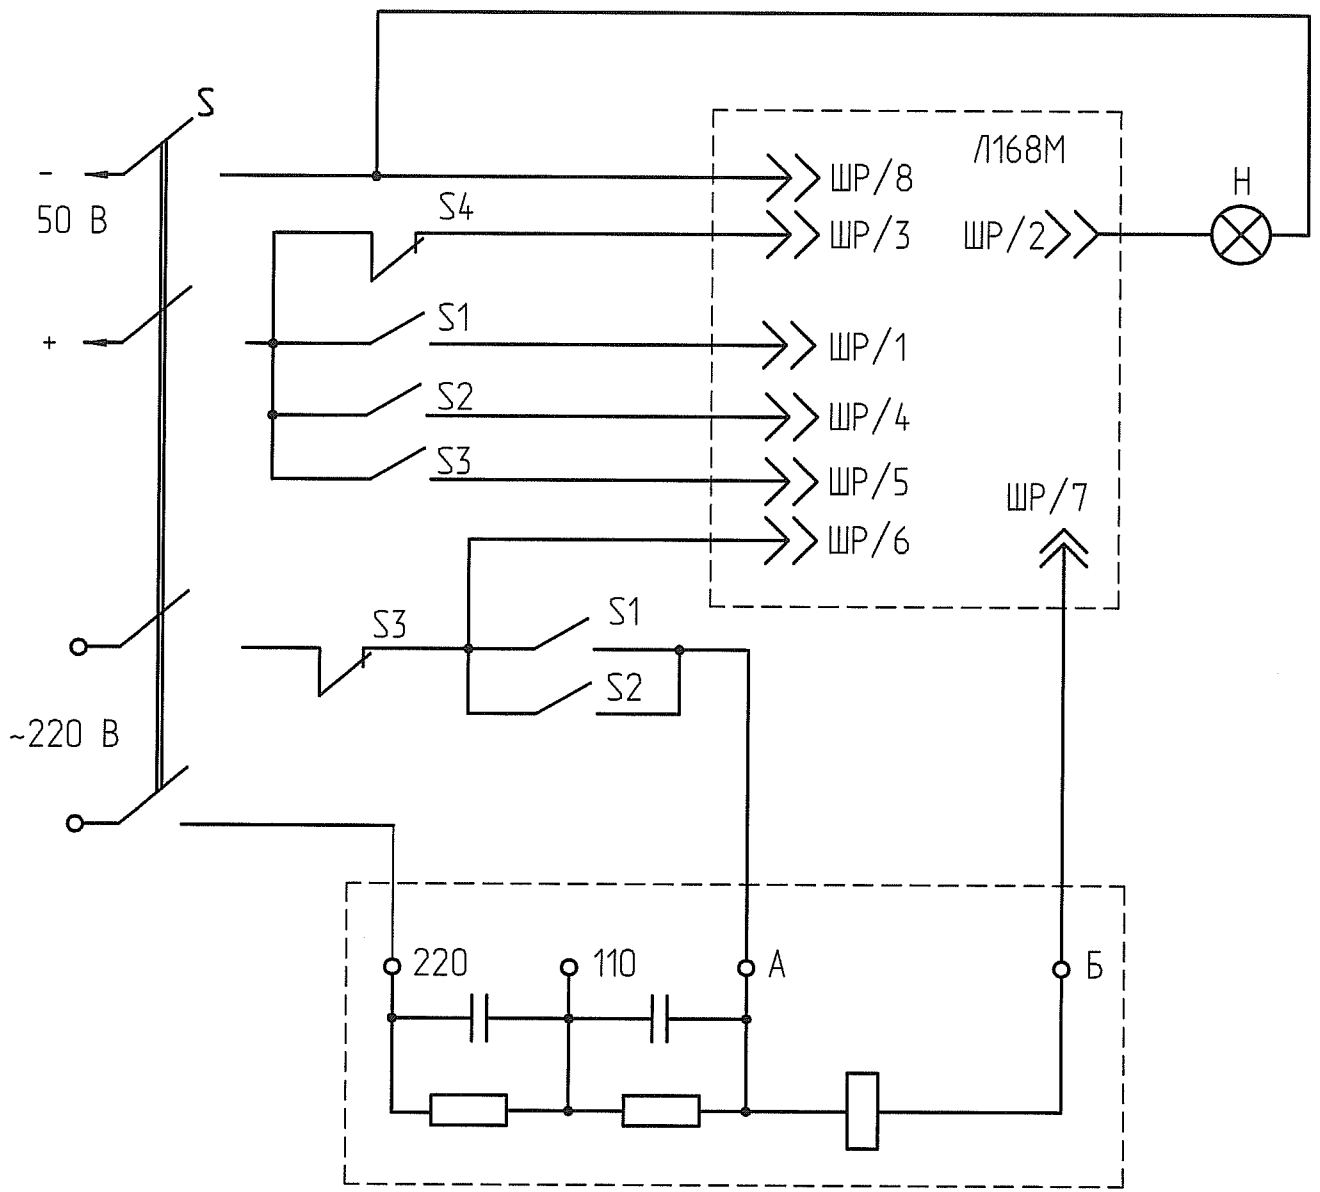 S
Л168М
-
50 В
ШР/8
H
S4
ШР/3
ШР/2
+
S1
ШР/1
S2
ШР/4
S3
ШР/5
ШР/7
ШР/6
S3
S1
S2
~220 В
220
110
А
Б